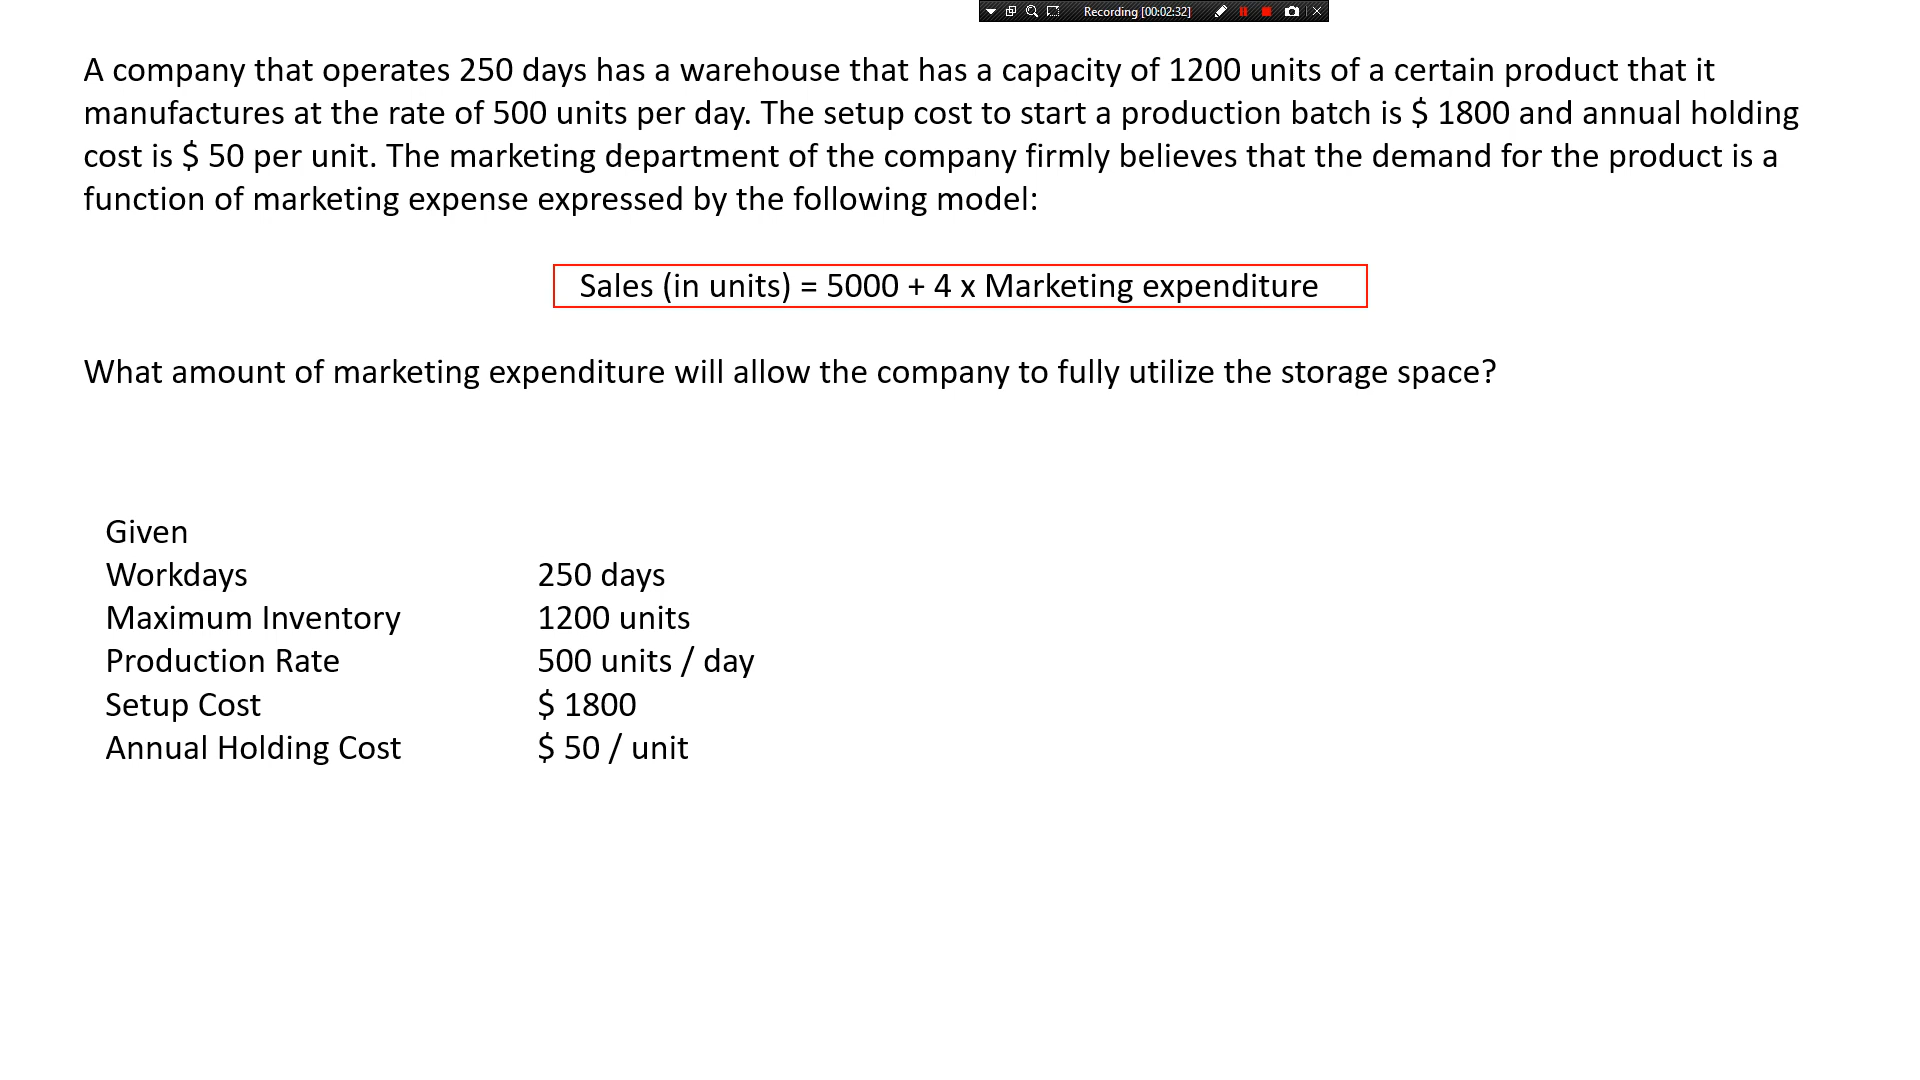 Recording [00:02:32]
A company that operates 250 days has a warehouse that has a capacity of 1200 units of a certain product that it
manufactures at the rate of 500 units per day. The setup cost to start a production batch is $ 1800 and annual holding
cost is $ 50 per unit. The marketing department of the company firmly believes that the demand for the product is a
function of marketing expense expressed by the following model:
Sales (in units) = 5000 + 4 x Marketing expenditure
What amount of marketing expenditure will allow the company to fully utilize the storage space?
Given
Workdays 250 days
Maximum Inventory 1200 units
Production Rate 500 units / day
Setup Cost $ 1800
Annual Holding Cost $ 50 / unit